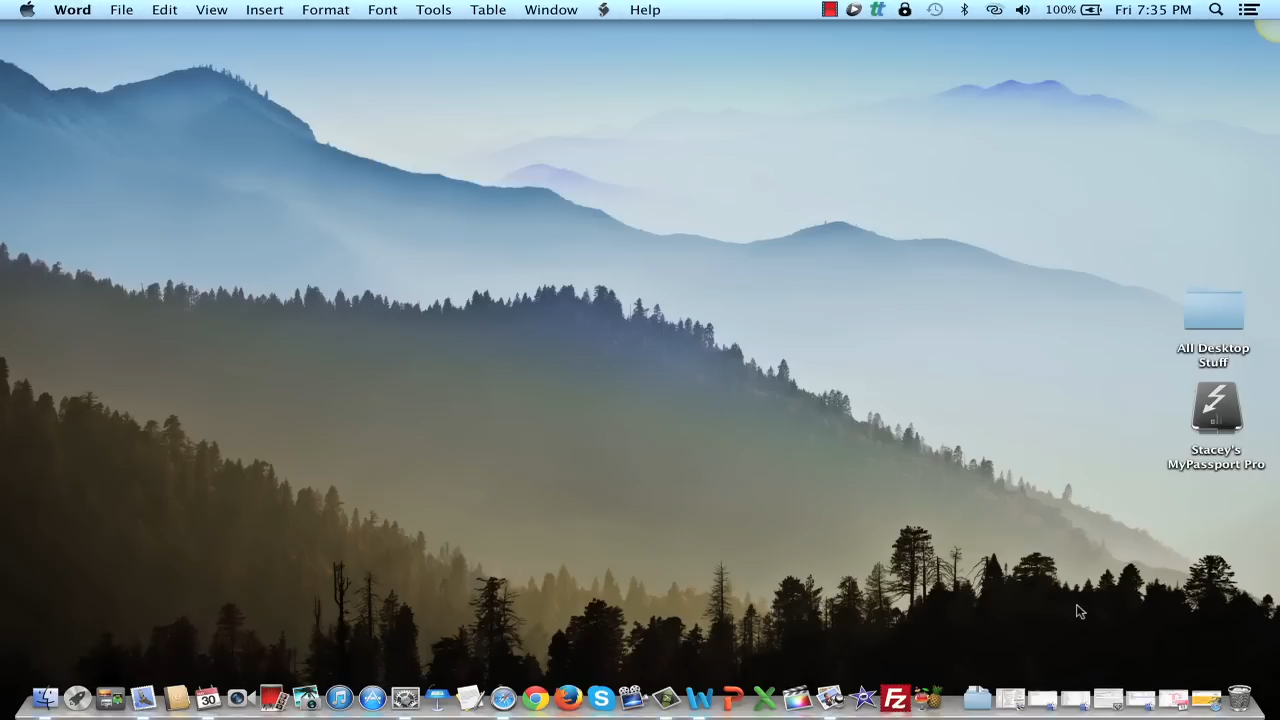 Word File Edit View Insert Format Font Tools Table Window Help 100% Fri 7:35 PM
All Desktop
Stuff
Stacey's
MyPassport Pro
30